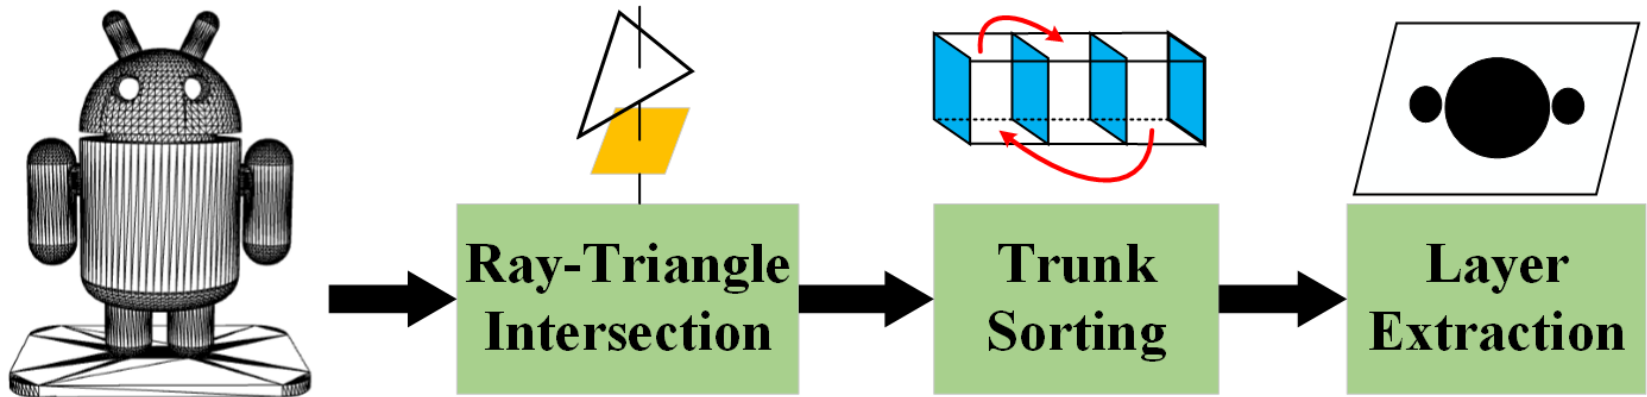 Ray-Triangle
Intersection
Trunk
Sorting
Layer
Extraction